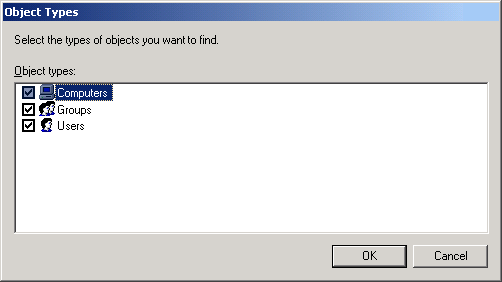 Object Types
Select the types of objects you want to find.
Object types:
Computers
Groups
Users
OK Cancel